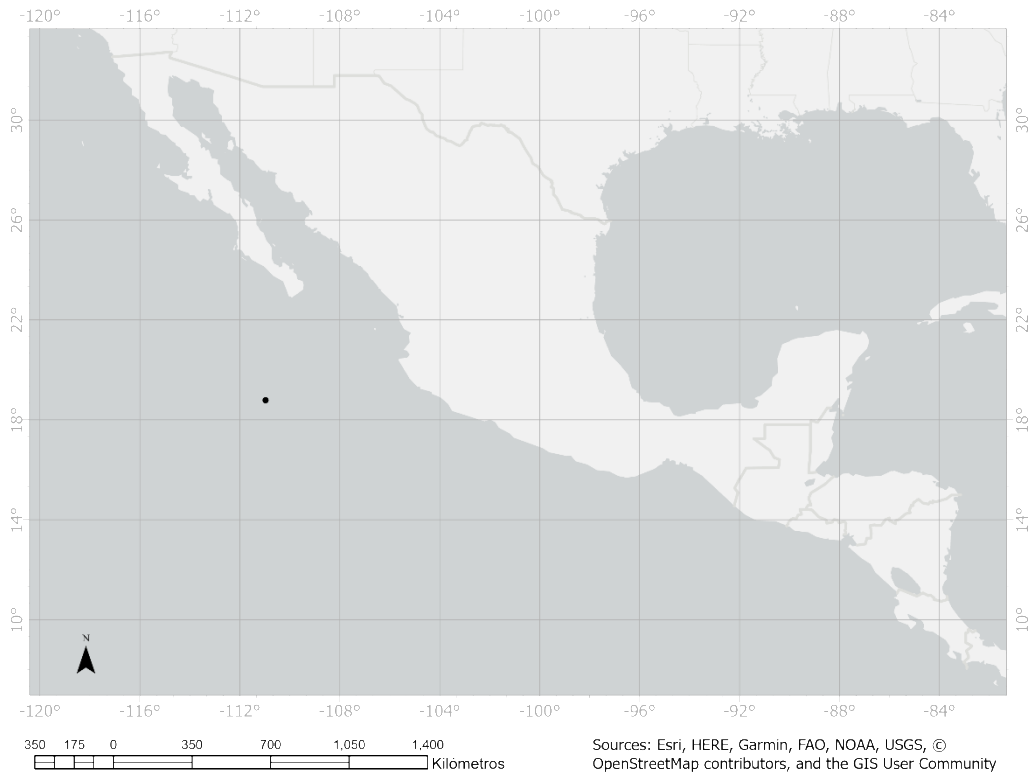 -120° -116° -112° -108° -104° -100° -96° -92° -88° -84°
30° 30°
26° 26°
22° 22°
18° 18°
14° 14°
10° 10°
N
-120° -116° -112° -108° -104° -100° -96° -92° -88° -84°
350 175 0 350 700 1,050 1,400
Kilómetros
Sources: Esri, HERE, Garmin, FAO, NOAA, USGS, ©
OpenStreetMap contributors, and the GIS User Community